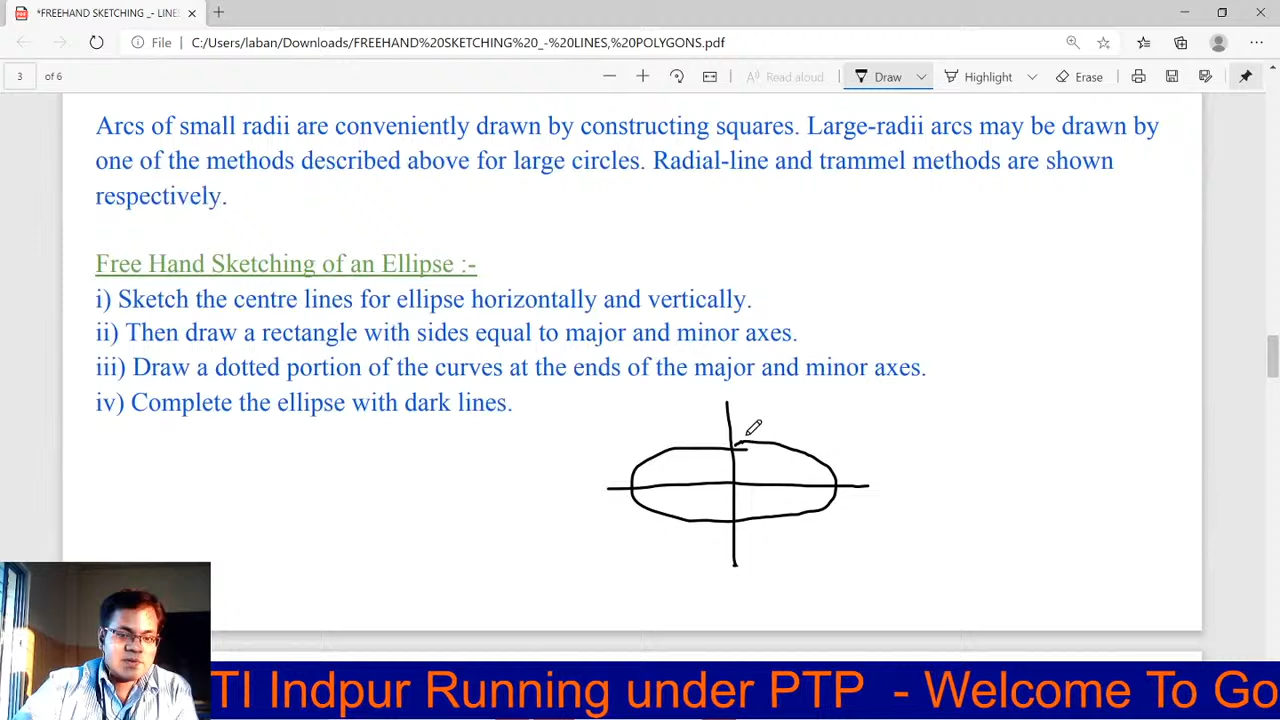 *FREEHAND SKETCHING _- LINE
File
C:/Users/laban/Downloads/FREEHAND%20SKETCHING%20_-%20LINES,%20POLYGONS.pdf
3 of 6
Read aloud
Draw
Highlight
Erase
Arcs of small radii are conveniently drawn by constructing squares. Large-radii arcs may be drawn by
one of the methods described above for large circles. Radial-line and trammel methods are shown
respectively.
Free Hand Sketching of an Ellipse :-
i) Sketch the centre lines for ellipse horizontally and vertically.
ii) Then draw a rectangle with sides equal to major and minor axes.
iii) Draw a dotted portion of the curves at the ends of the major and minor axes.
iv) Complete the ellipse with dark lines.
TI Indpur Running under PTP - Welcome To Go